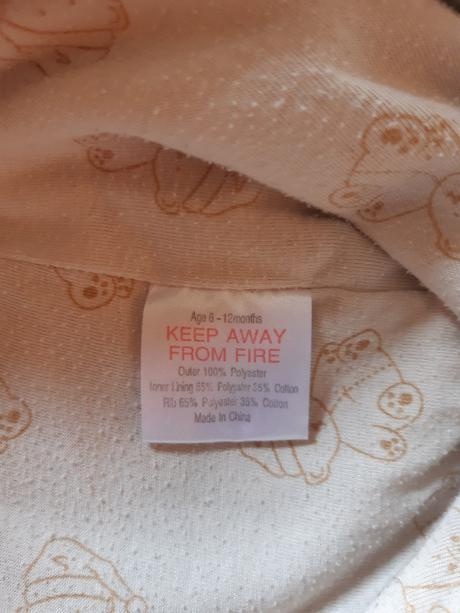 Age 6 - 12months
KEEP AWAY
FROM FIRE
Outer 100% Polyester
Inner Lining 65% Polyester 35% Cotton
Rib 65% Polyester 35% Cotton
Made In China